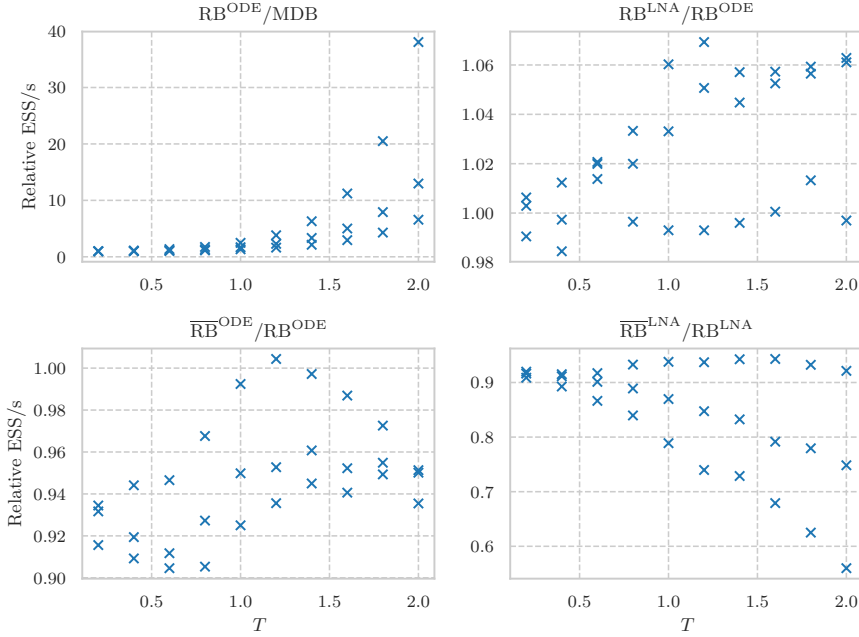 RB^ODE/MDB
RB^LNA/RB^ODE
Relative ESS/s
40
30
20
10
0
0.5 1.0 1.5 2.0
1.06
1.04
1.02
1.00
0.98
0.5 1.0 1.5 2.0
R̅B̅^ODE/RB^ODE
R̅B̅^LNA/RB^LNA
Relative ESS/s
1.00
0.98
0.96
0.94
0.92
0.90
0.5 1.0 1.5 2.0
T
0.9
0.8
0.7
0.6
0.5 1.0 1.5 2.0
T